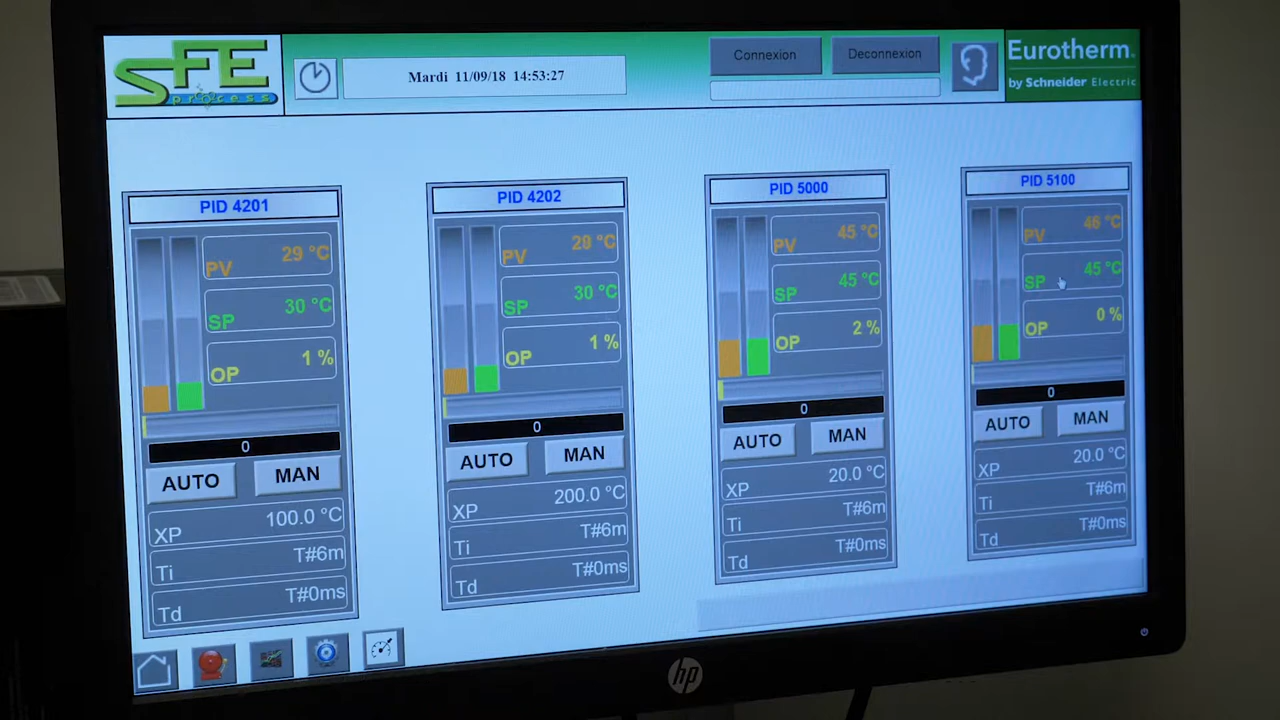 SFE
Process
Mardi 11/09/18 14:53:27
Connexion
Deconnexion
Eurotherm
by Schneider Electric
PID 4201
PV 29 °C
SP 30 °C
OP 1 %
0
AUTO MAN
XP 100.0 °C
Ti T#6m
Td T#0ms
PID 4202
PV 28 °C
SP 30 °C
OP 1 %
0
AUTO MAN
XP 200.0 °C
Ti T#6m
Td T#0ms
PID 5000
PV 45 °C
SP 45 °C
OP 2 %
0
AUTO MAN
XP 20.0 °C
Ti T#6m
Td T#0ms
PID 5100
PV 46 °C
SP 45 °C
OP 0 %
0
AUTO MAN
XP 20.0 °C
Ti T#6m
Td T#0ms
hp